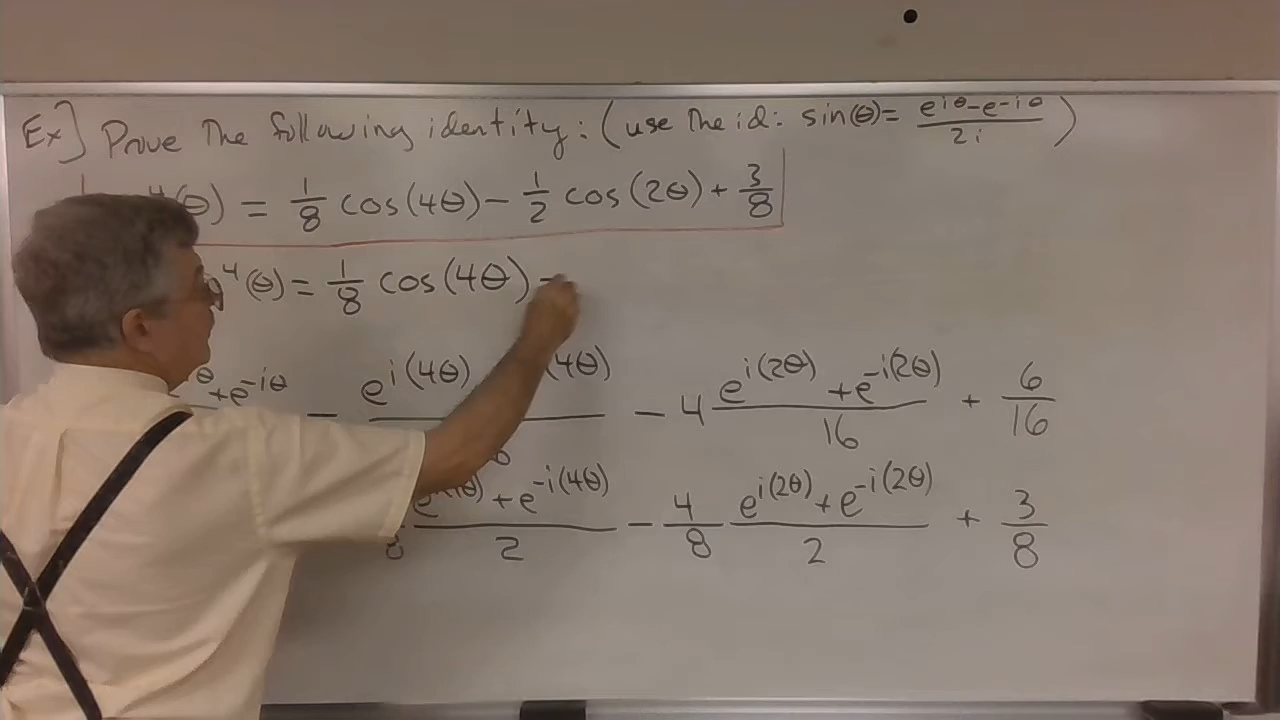 Ex] Prove the following identity: (use the id: sin(θ) = e^{iθ} - e^{-iθ} / 2i)
⁴(θ) = 1/8 cos(4θ) - 1/2 cos(2θ) + 3/8
⁴(θ) = 1/8 cos(4θ) -
θ + e^{-iθ} - e^{i(4θ)} (4θ) - 4 e^{i(2θ)} + e^{-i(2θ)} / 16 + 6/16
8 + e^{-i(4θ)} / 2 - 4/8 e^{i(2θ)} + e^{-i(2θ)} / 2 + 3/8